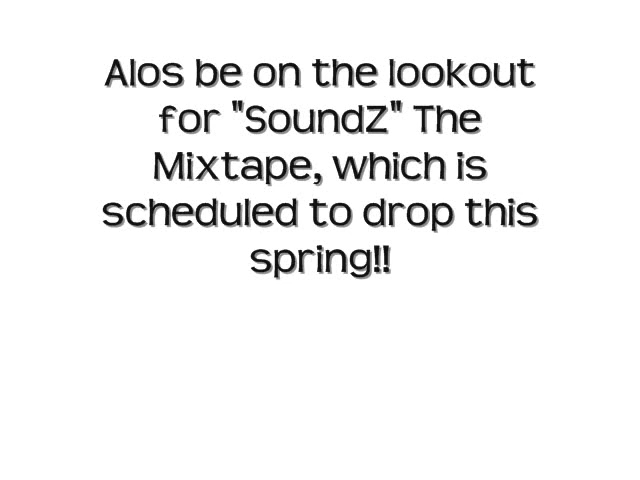 Alos be on the lookout
for "SoundZ" The
Mixtape, which is
scheduled to drop this
spring!!